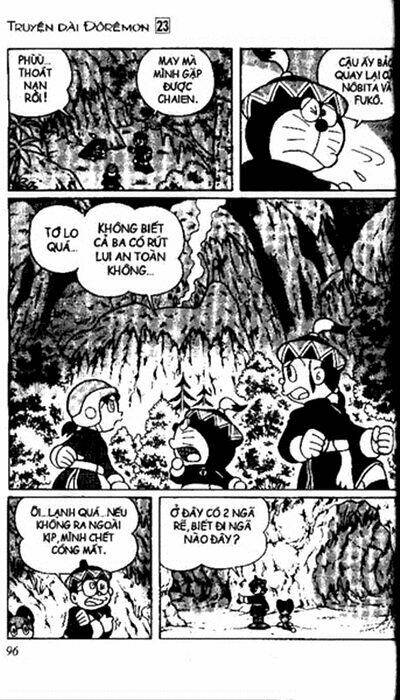 TRUYỆN DÀI ĐÔRÊMON 23
PHÙÙ...
THOÁT
NẠN
RỒI!
MAY MÀ
MÌNH GẶP
ĐƯỢC
CHAIEN.
CẬU ẤY BẢO
QUAY LẠI
NÔBITA VÀ
FUKÔ.
TỚ LO
QUÁ...
KHÔNG BIẾT
CẢ BA CÓ RÚT
LUI AN TOÀN
KHÔNG...
ÔI...LẠNH QUÁ...NẾU
KHÔNG RA NGOÀI
KỊP, MÌNH CHẾT
CÓNG MẤT.
Ở ĐÂY CÓ 2 NGÃ
RẼ, BIẾT ĐI NGÃ
NÀO ĐÂY?
96